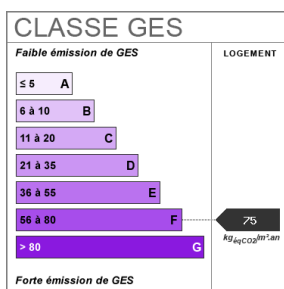 CLASSE GES
Faible émission de GES
LOGEMENT
≤ 5 A
6 à 10 B
11 à 20 C
21 à 35 D
36 à 55 E
56 à 80 F
75
kgéqCO2/m².an
> 80 G
Forte émission de GES